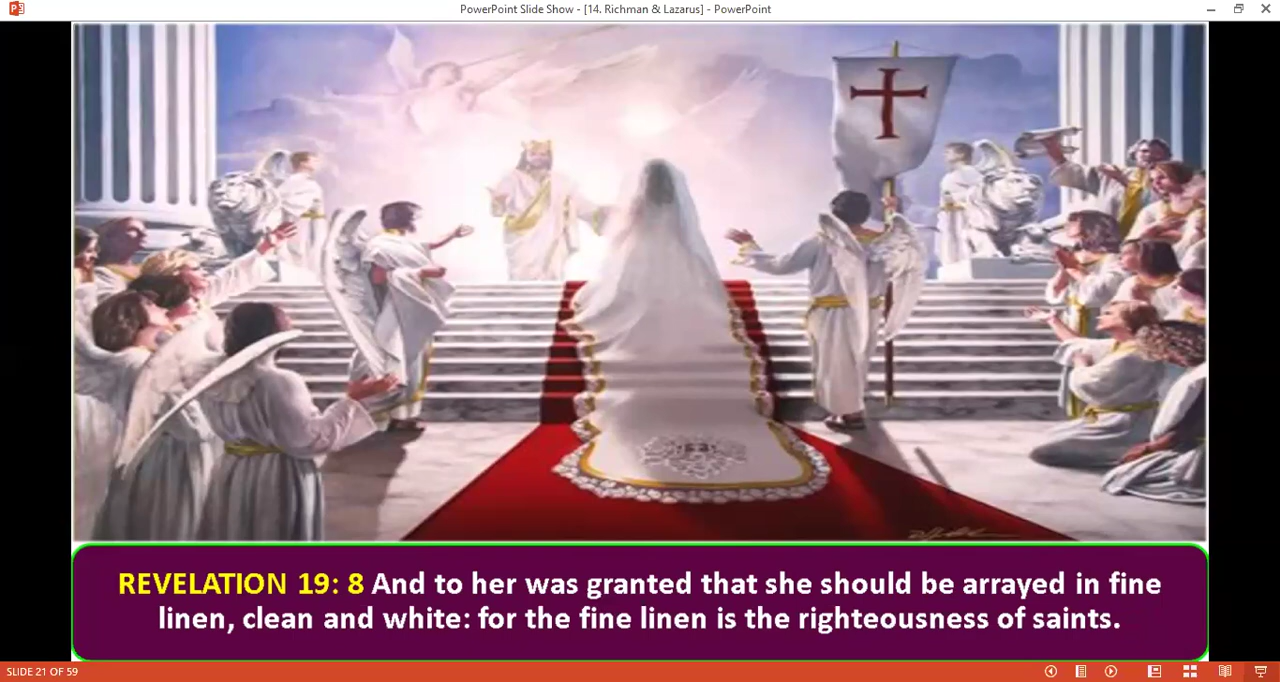 PowerPoint Slide Show - [14. Richman & Lazarus] - PowerPoint
REVELATION 19: 8 And to her was granted that she should be arrayed in fine
linen, clean and white: for the fine linen is the righteousness of saints.
SLIDE 21 OF 59